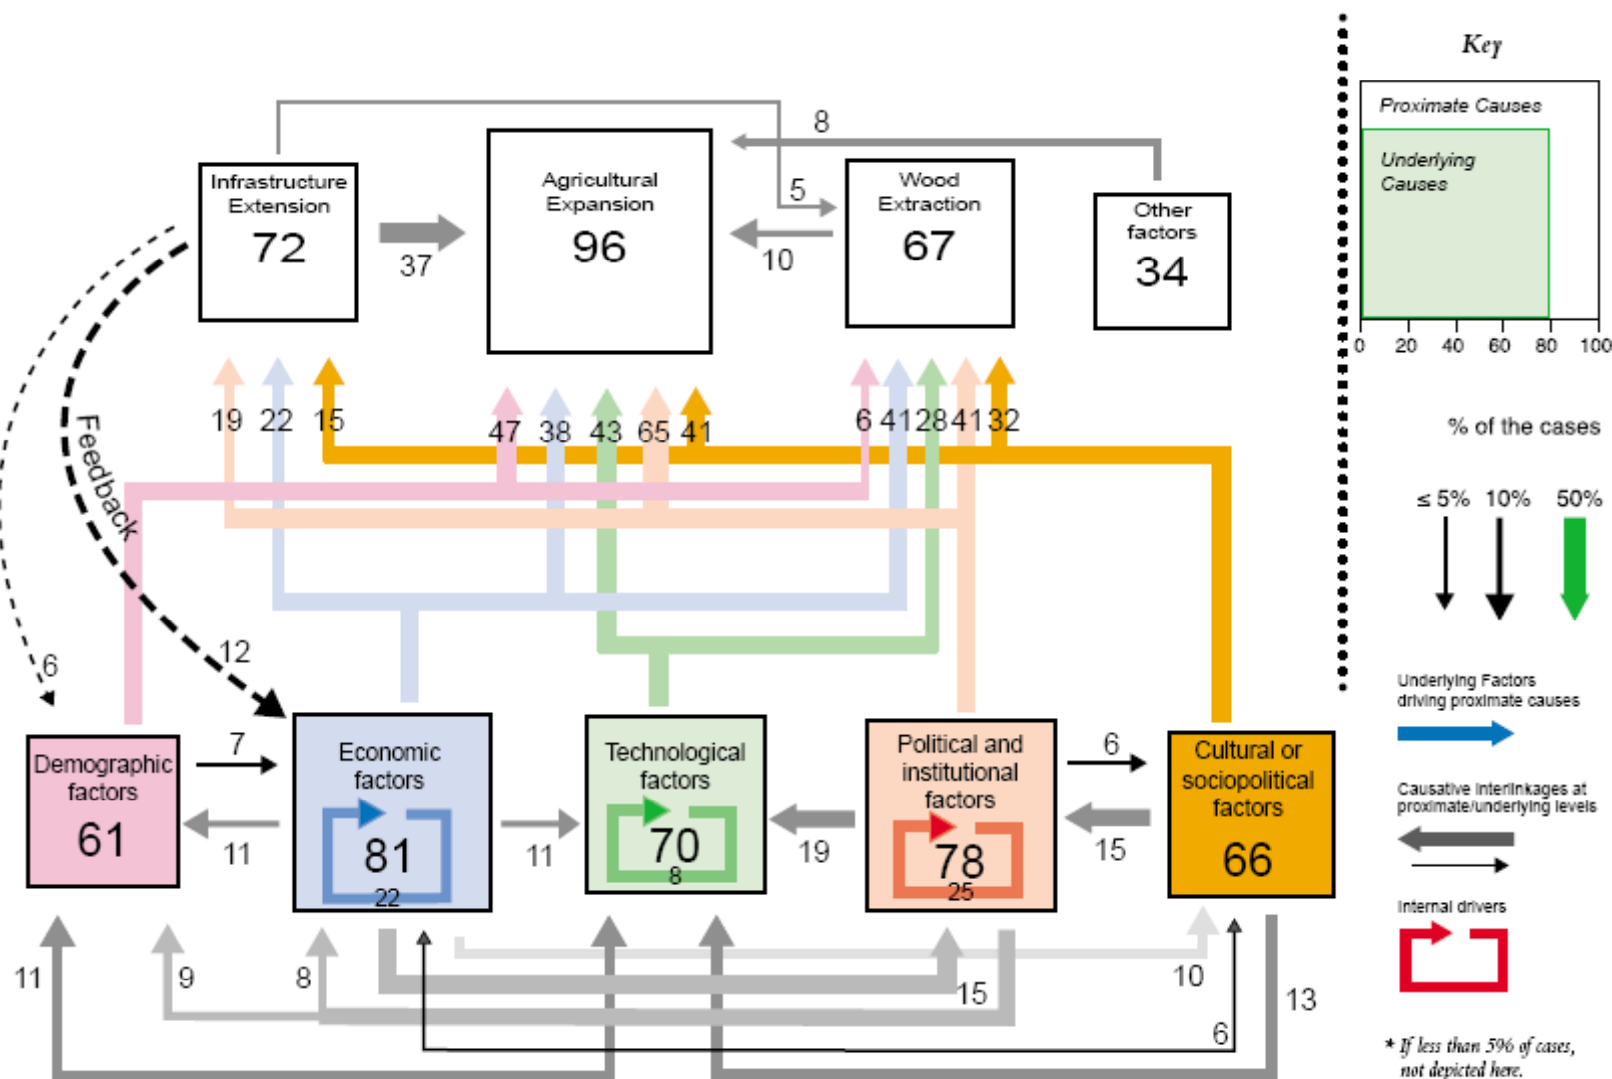 Key
Proximate Causes
Underlying
Causes
0 20 40 60 80 100
% of the cases
≤ 5% 10% 50%
Underlying Factors
driving proximate causes
Causative interlinkages at
proximate/underlying levels
Internal drivers
* If less than 5% of cases,
not depicted here.
8
5
Infrastructure
Extension
72
37
Agricultural
Expansion
96
10
Wood
Extraction
67
Other
factors
34
19 22 15
47 38 43 65 41
6 41 28 41 32
Feedback
6
12
7
6
Demographic
factors
61
11
Economic
factors
81
22
11
Technological
factors
70
8
19
Political and
institutional
factors
78
25
15
Cultural or
sociopolitical
factors
66
11
9
8
15
10
6
13